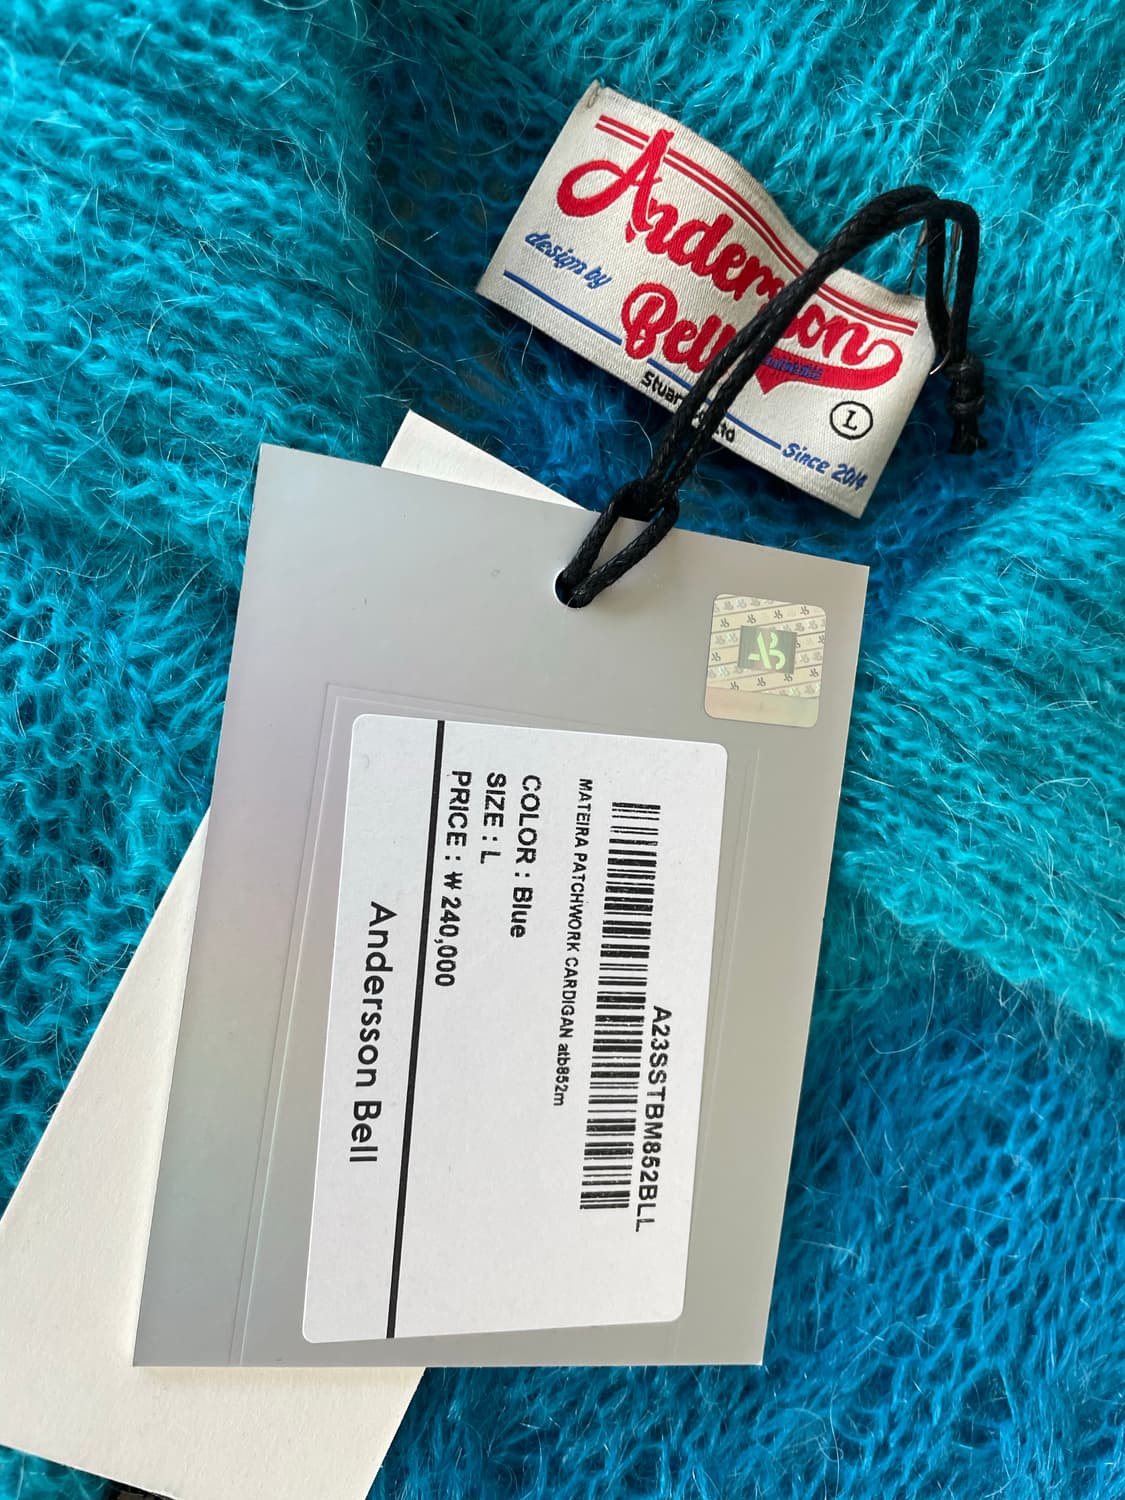 Andersson
design by
Bell
L
Since 2014
A23SSTBM852BLL
MATEIRA PATCHWORK CARDIGAN atb852m
COLOR : Blue
SIZE : L
PRICE : ₩ 240,000
Andersson Bell